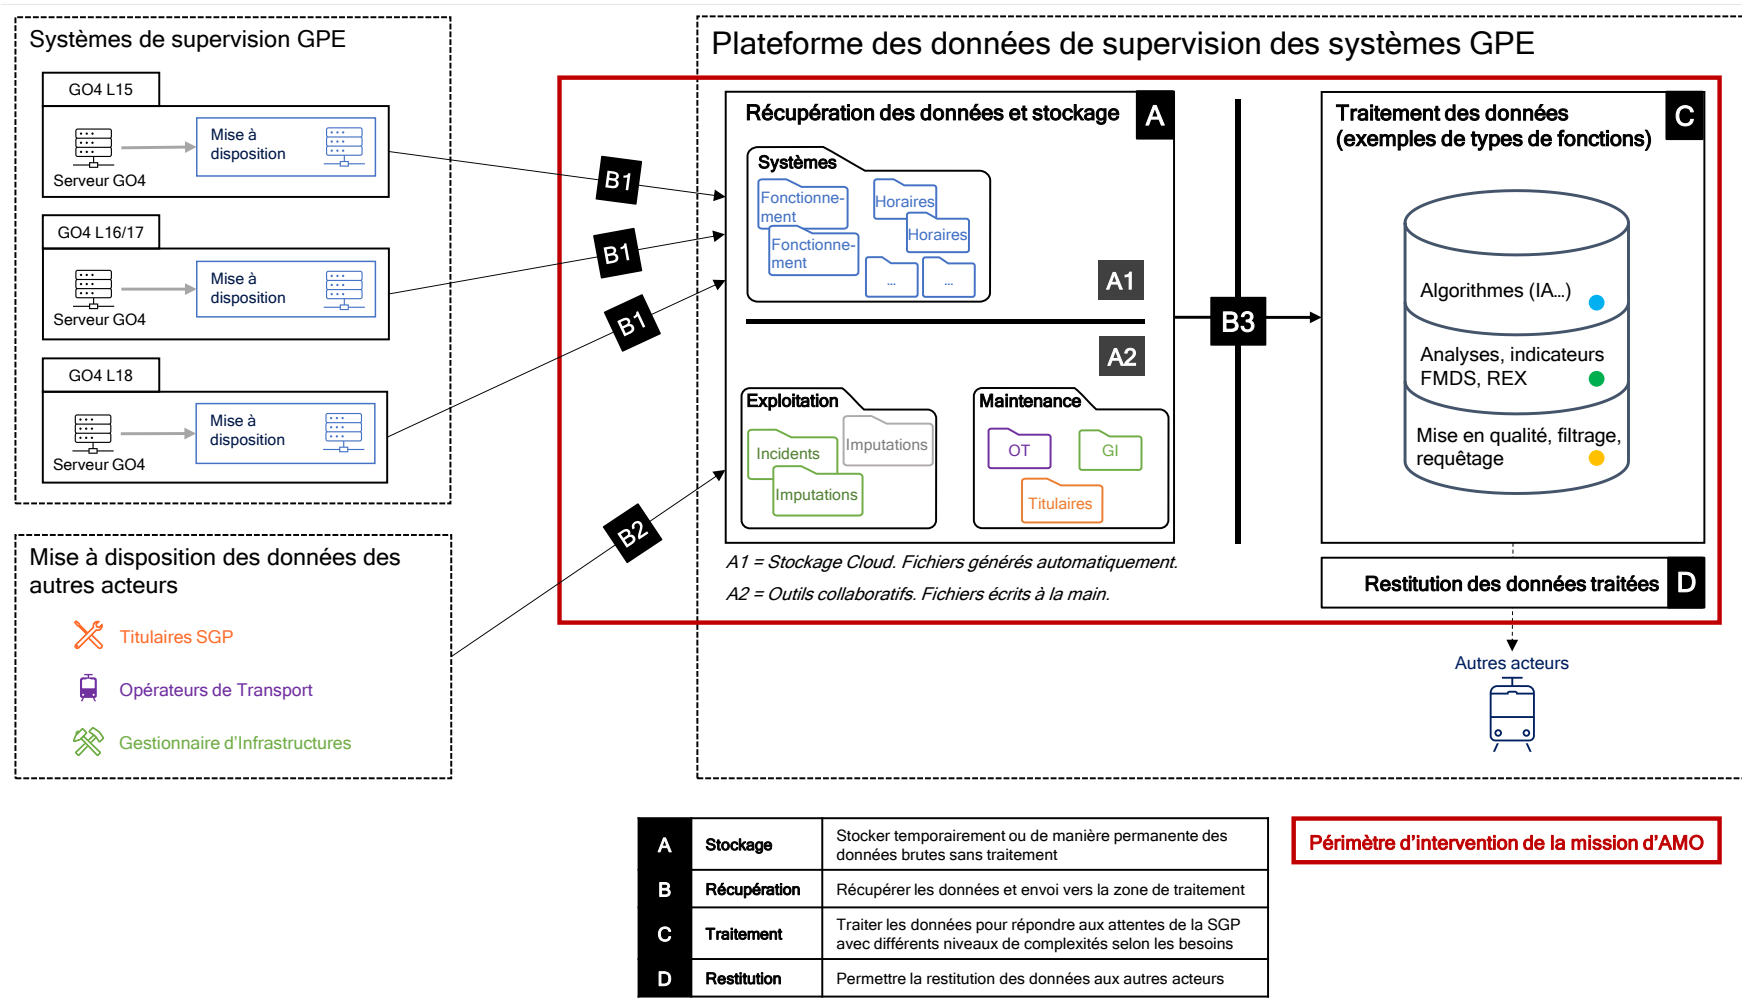 Systèmes de supervision GPE
GO4 L15
Serveur GO4
Mise à
disposition
GO4 L16/17
Serveur GO4
Mise à
disposition
GO4 L18
Serveur GO4
Mise à
disposition
Mise à disposition des données des
autres acteurs
Titulaires SGP
Opérateurs de Transport
Gestionnaire d'Infrastructures
B1
B1
B1
B2
Plateforme des données de supervision des systèmes GPE
Récupération des données et stockage
A
Systèmes
Fonctionne-
ment
Horaires
Fonctionne-
ment
Horaires
...
...
A1
A2
Exploitation
Incidents
Imputations
Imputations
Maintenance
OT
GI
Titulaires
A1 = Stockage Cloud. Fichiers générés automatiquement.
A2 = Outils collaboratifs. Fichiers écrits à la main.
B3
Traitement des données
(exemples de types de fonctions)
C
Algorithmes (IA...)
Analyses, indicateurs
FMDS, REX
Mise en qualité, filtrage,
requêtage
Restitution des données traitées
D
Autres acteurs
A
Stockage
Stocker temporairement ou de manière permanente des
données brutes sans traitement
B
Récupération
Récupérer les données et envoi vers la zone de traitement
C
Traitement
Traiter les données pour répondre aux attentes de la SGP
avec différents niveaux de complexités selon les besoins
D
Restitution
Permettre la restitution des données aux autres acteurs
Périmètre d'intervention de la mission d'AMO